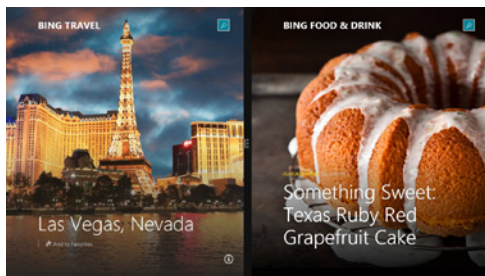 BING TRAVEL
Las Vegas, Nevada
Add to Favorites
BING FOOD & DRINK
Something Sweet:
Texas Ruby Red
Grapefruit Cake